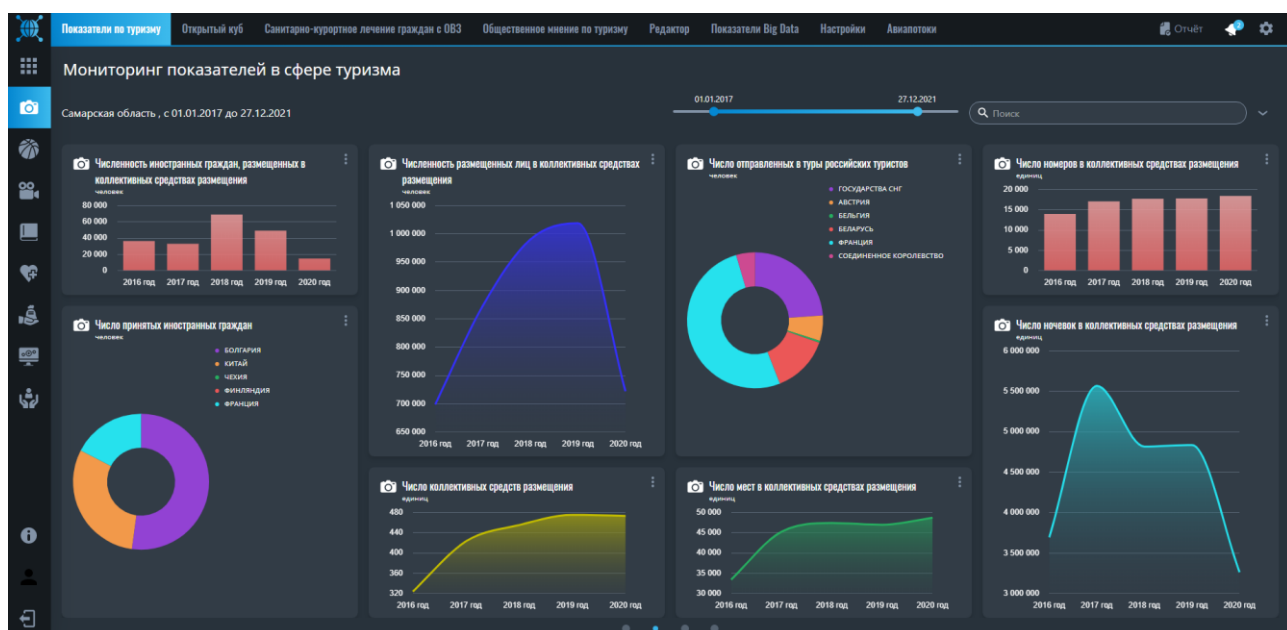 Показатели по туризму Открытый куб Санитарно-курортное лечение граждан с ОВЗ Общественное мнение по туризму Редактор Показатели Big Data Настройки Авиапотоки Отчёт 2
Мониторинг показателей в сфере туризма
Самарская область , с 01.01.2017 до 27.12.2021
01.01.2017 27.12.2021
Поиск
Численность иностранных граждан, размещенных в
коллективных средствах размещения
человек
80 000
60 000
40 000
20 000
0
2016 год 2017 год 2018 год 2019 год 2020 год
Число принятых иностранных граждан
человек
БОЛГАРИЯ
КИТАЙ
ЧЕХИЯ
ФИНЛЯНДИЯ
ФРАНЦИЯ
Численность размещенных лиц в коллективных средствах
размещения
человек
1 050 000
1 000 000
950 000
900 000
850 000
800 000
750 000
700 000
650 000
2016 год 2017 год 2018 год 2019 год 2020 год
Число коллективных средств размещения
единиц
480
440
400
360
320
2016 год 2017 год 2018 год 2019 год 2020 год
Число отправленных в туры российских туристов
человек
ГОСУДАРСТВА СНГ
АВСТРИЯ
БЕЛЬГИЯ
БЕЛАРУСЬ
ФРАНЦИЯ
СОЕДИНЕННОЕ КОРОЛЕВСТВО
Число мест в коллективных средствах размещения
единиц
50 000
45 000
40 000
35 000
30 000
2016 год 2017 год 2018 год 2019 год 2020 год
Число номеров в коллективных средствах размещения
единиц
20 000
15 000
10 000
5 000
0
2016 год 2017 год 2018 год 2019 год 2020 год
Число ночевок в коллективных средствах размещения
единиц
6 000 000
5 500 000
5 000 000
4 500 000
4 000 000
3 500 000
3 000 000
2016 год 2017 год 2018 год 2019 год 2020 год